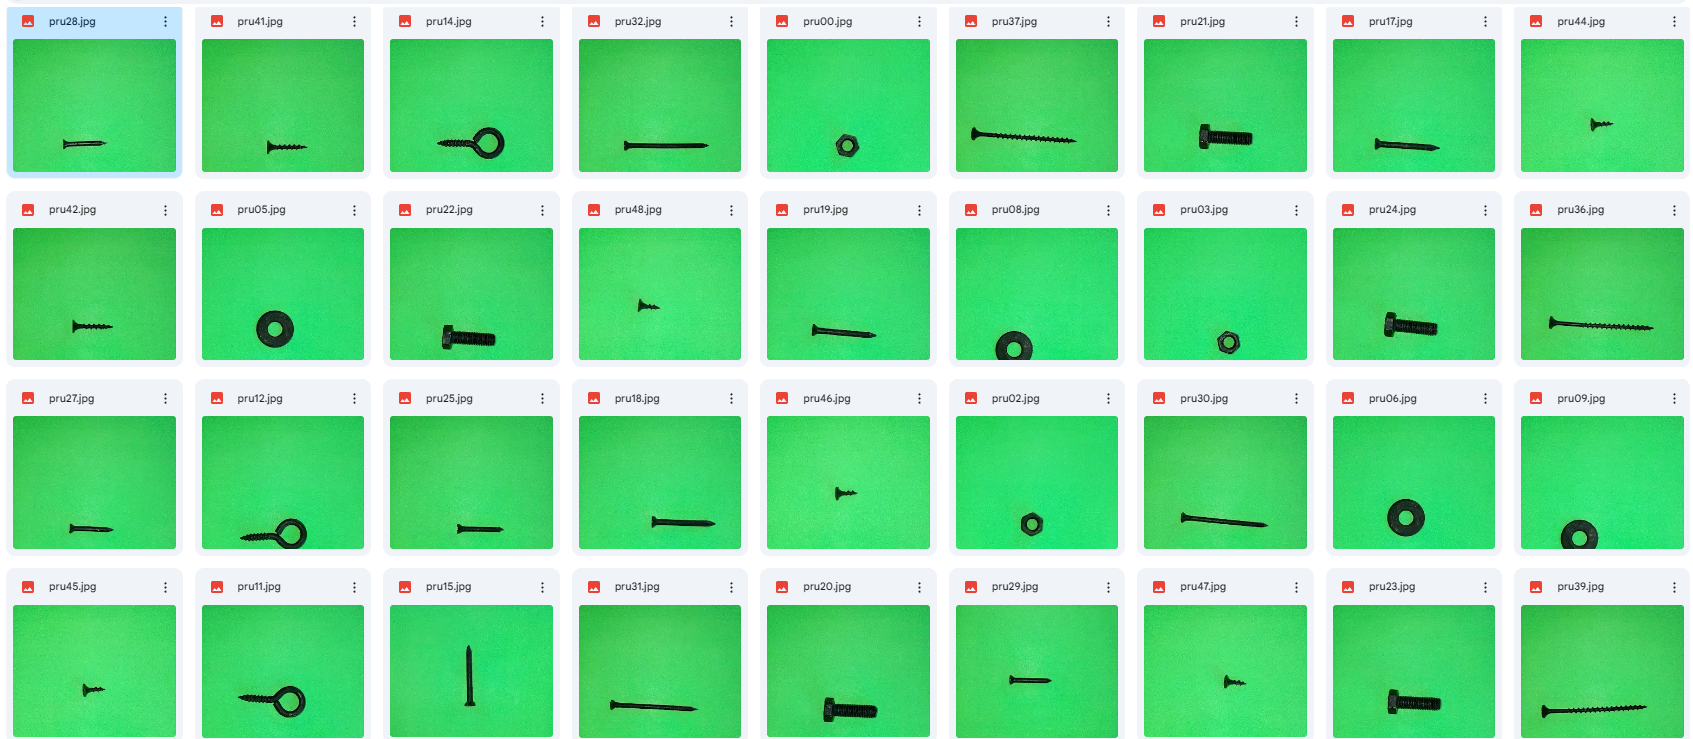 pru28.jpg pru41.jpg pru14.jpg pru32.jpg pru00.jpg pru37.jpg pru21.jpg pru17.jpg pru44.jpg
pru42.jpg pru05.jpg pru22.jpg pru48.jpg pru19.jpg pru08.jpg pru03.jpg pru24.jpg pru36.jpg
pru27.jpg pru12.jpg pru25.jpg pru18.jpg pru46.jpg pru02.jpg pru30.jpg pru06.jpg pru09.jpg
pru45.jpg pru11.jpg pru15.jpg pru31.jpg pru20.jpg pru29.jpg pru47.jpg pru23.jpg pru39.jpg